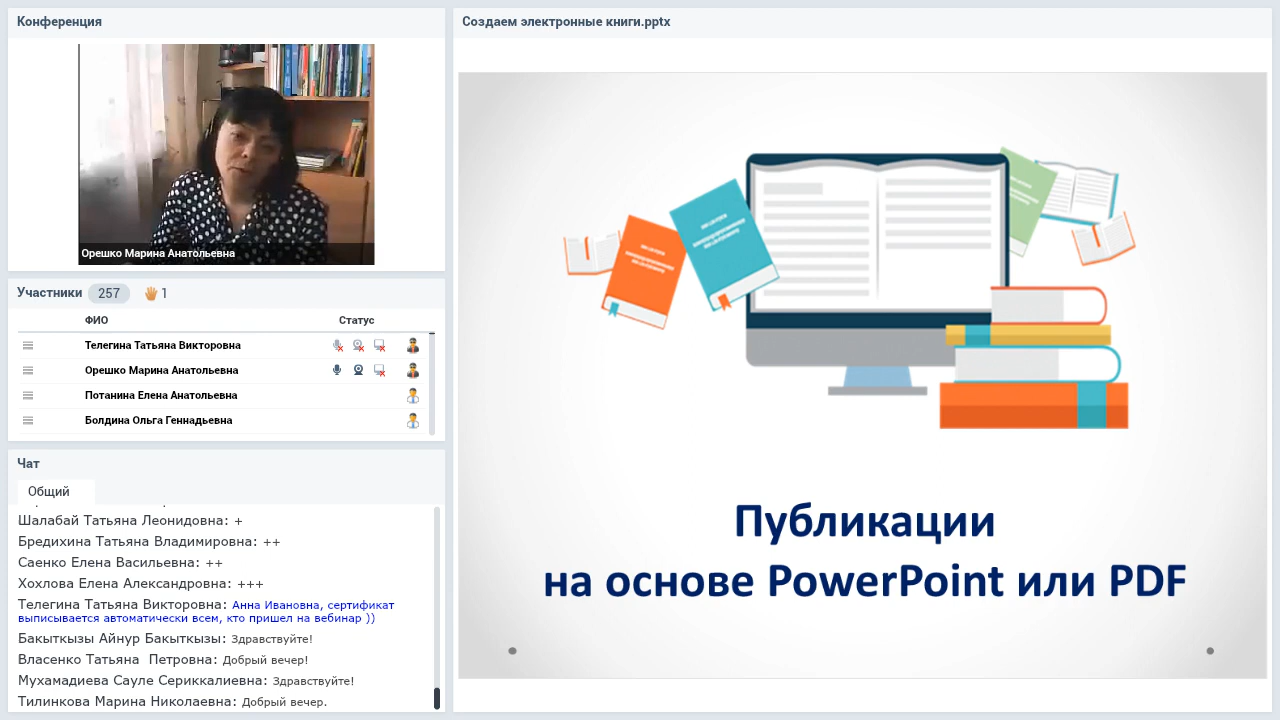 Конференция
Орешко Марина Анатольевна
Участники 257 1
ФИО Статус
Телегина Татьяна Викторовна
Орешко Марина Анатольевна
Потанина Елена Анатольевна
Болдина Ольга Геннадьевна
Чат
Общий
Шалабай Татьяна Леонидовна: +
Бредихина Татьяна Владимировна: ++
Саенко Елена Васильевна: ++
Хохлова Елена Александровна: +++
Телегина Татьяна Викторовна: Анна Ивановна, сертификат
выписывается автоматически всем, кто пришел на вебинар ))
Бакыткызы Айнур Бакыткызы: Здравствуйте!
Власенко Татьяна Петровна: Добрый вечер!
Мухамадиева Сауле Сериккалиевна: Здравствуйте!
Тилинкова Марина Николаевна: Добрый вечер.
Создаем электронные книги.pptx
Публикации
на основе PowerPoint или PDF